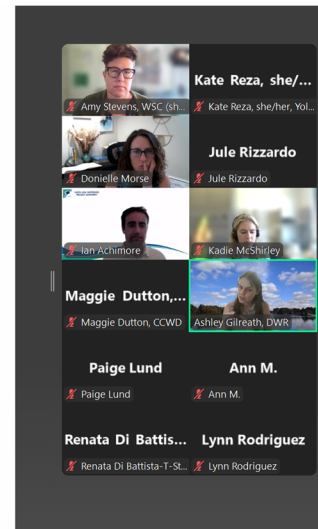 Kate Reza, she/...
Amy Stevens, WSC (sh...
Kate Reza, she/her, Yol...
Jule Rizzardo
Donielle Morse
Jule Rizzardo
Ian Achimore
Kadie McShirley
Maggie Dutton,...
Maggie Dutton, CCWD
Ashley Gilreath, DWR
Paige Lund
Ann M.
Paige Lund
Ann M.
Renata Di Battis...
Lynn Rodriguez
Renata Di Battista-T-St...
Lynn Rodriguez